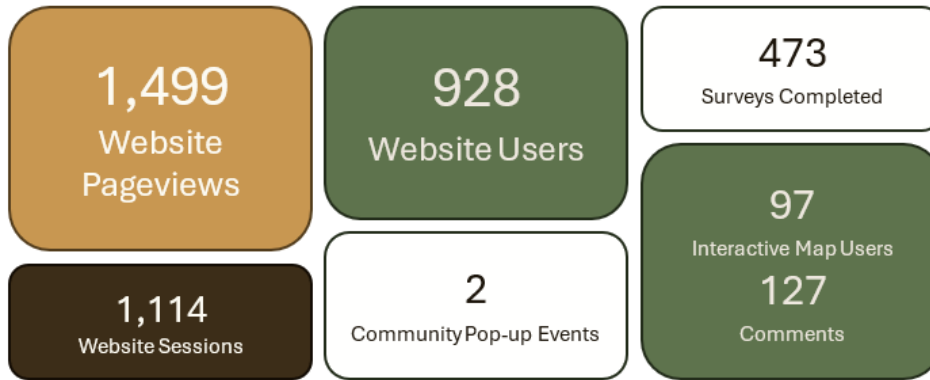 1,499
Website
Pageviews
1,114
Website Sessions
928
Website Users
2
Community Pop-up Events
473
Surveys Completed
97
Interactive Map Users
127
Comments